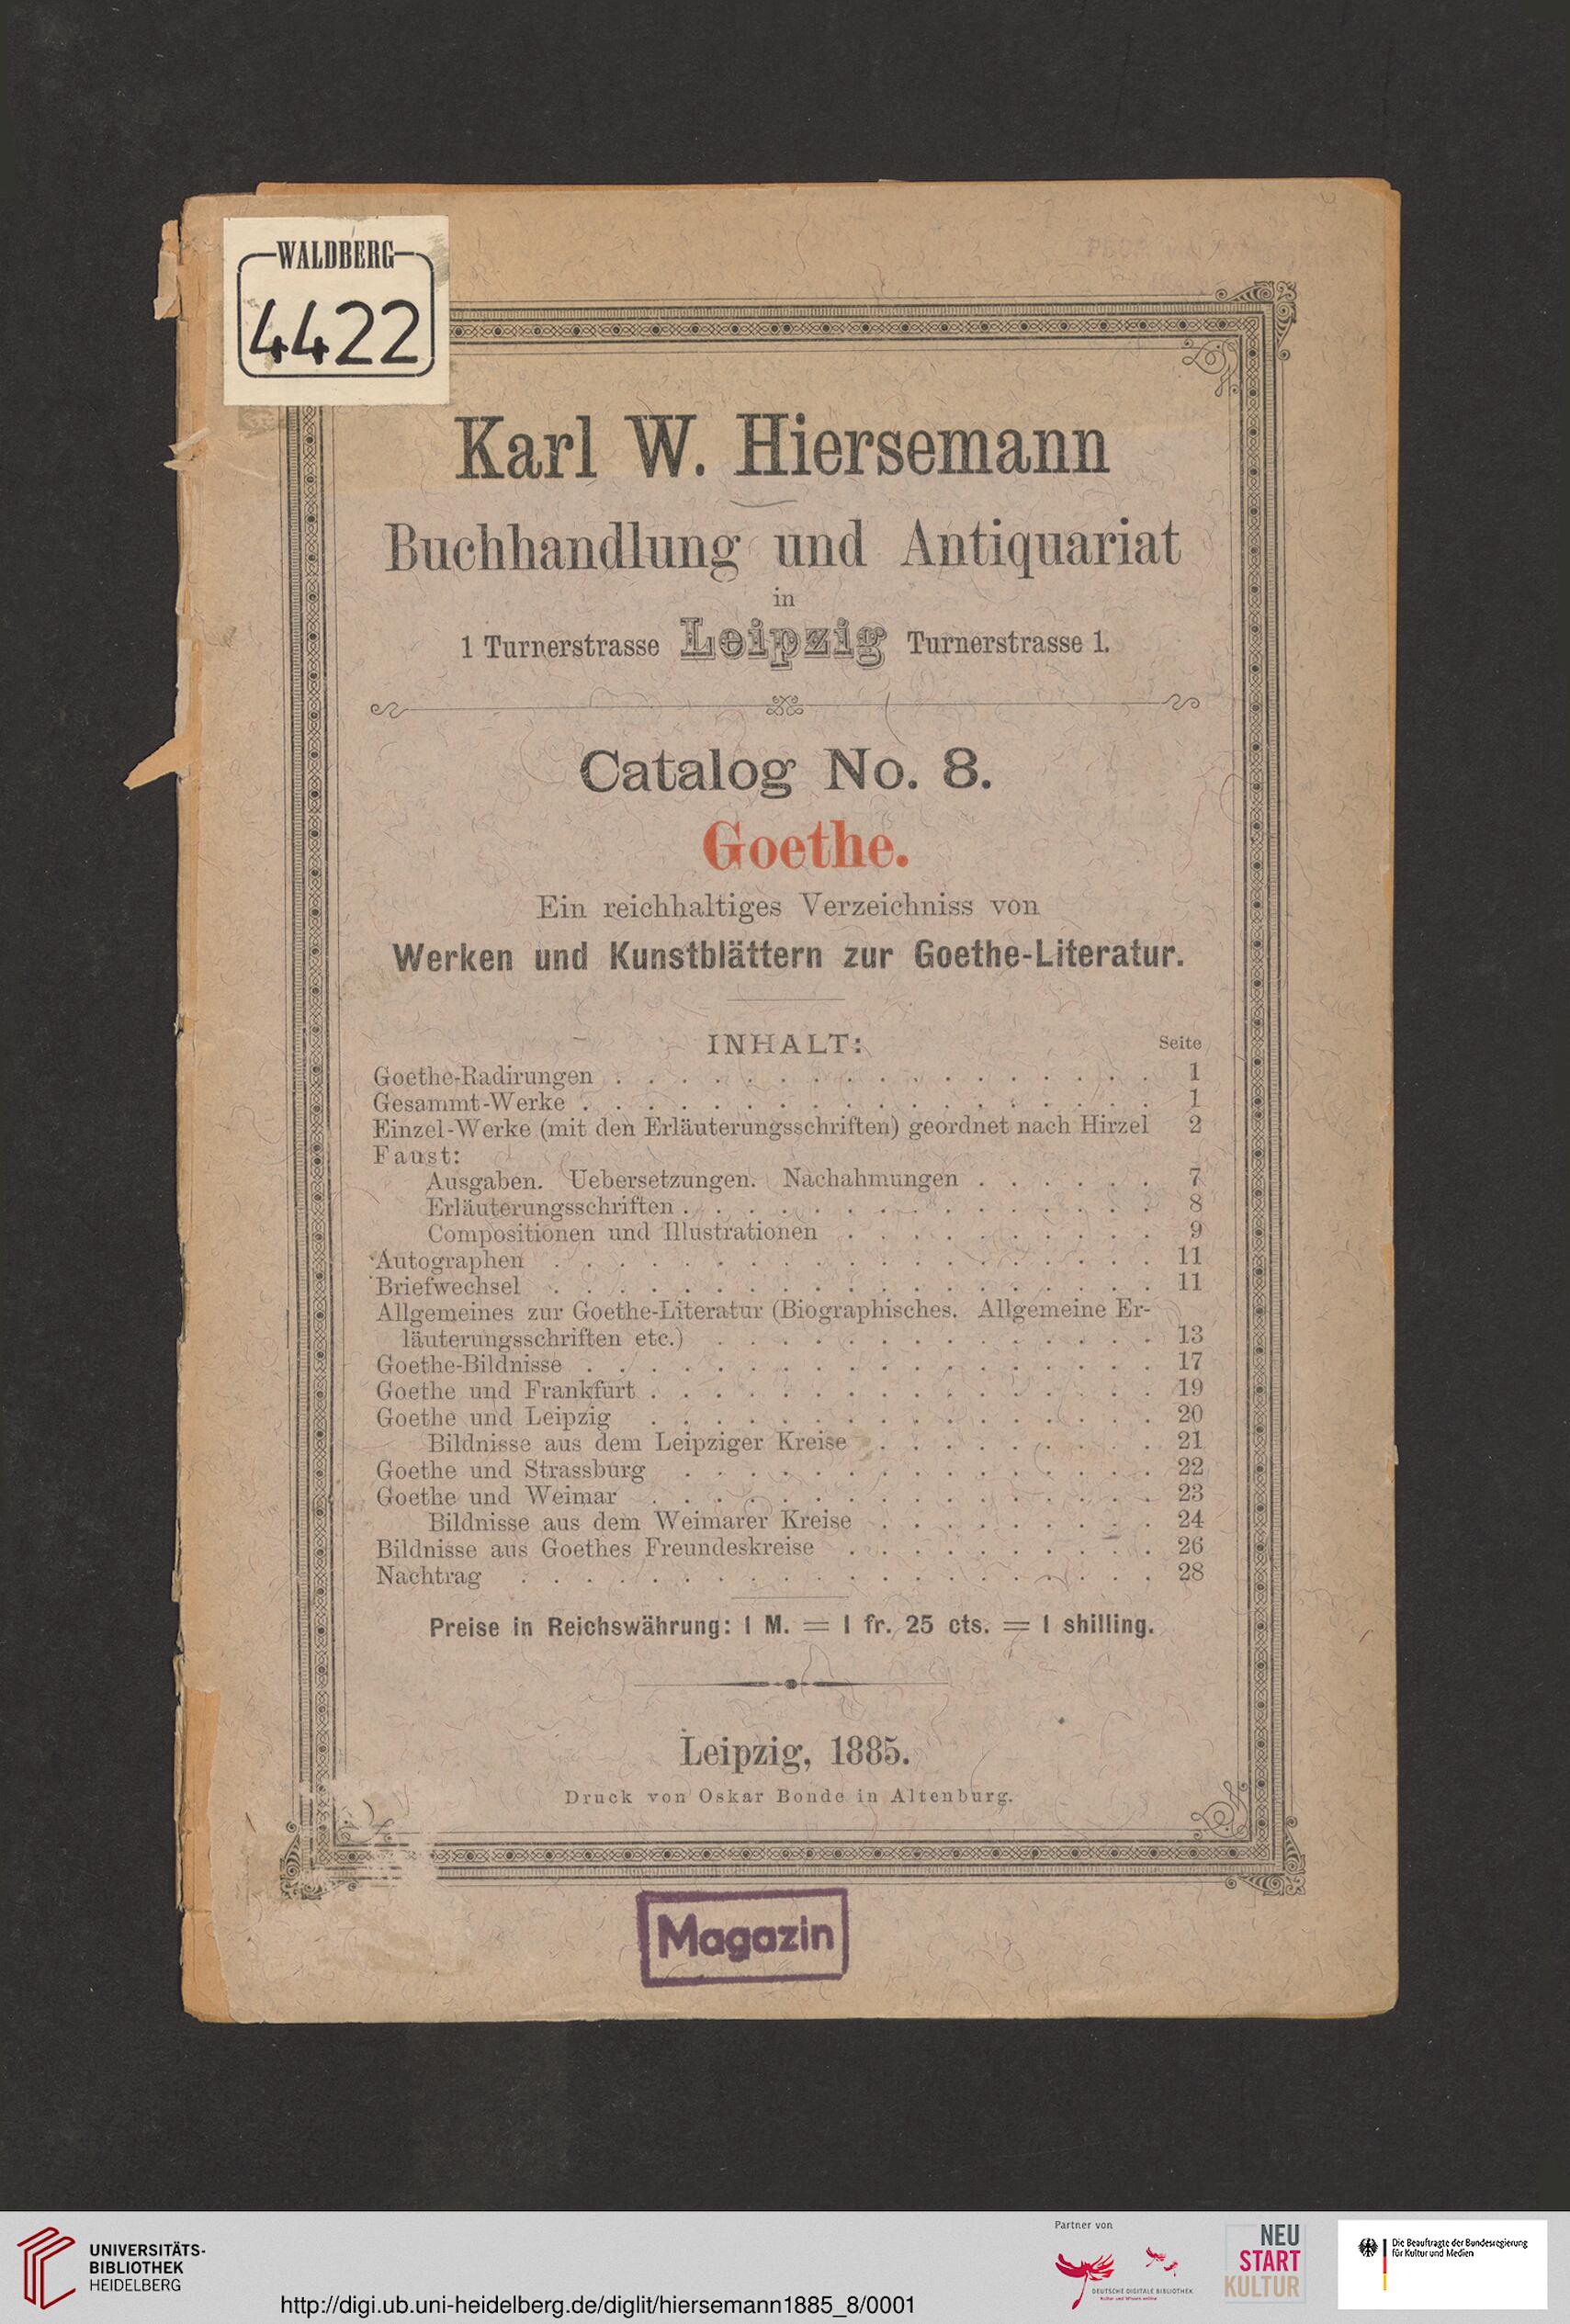 WALDBERG
4422
Karl W. Hiersemann
Buchhandlung und Antiquariat
in
1 Turnerstrasse Leipzig Turnerstrasse 1.
Catalog No. 8.
Goethe.
Ein reichhaltiges Verzeichniss von
Werken und Kunstblättern zur Goethe-Literatur.
INHALT:
Seite
Goethe-Radirungen . . . . . . . . . . . . . . . . . 1
Gesammt-Werke . . . . . . . . . . . . . . . . . . 1
Einzel-Werke (mit den Erläuterungsschriften) geordnet nach Hirzel 2
Faust:
Ausgaben. Uebersetzungen. Nachahmungen . . . . . . 7
Erläuterungsschriften . . . . . . . . . . . . . . . 8
Compositionen und Illustrationen . . . . . . . . . . 9
Autographen . . . . . . . . . . . . . . . . . . . 11
Briefwechsel . . . . . . . . . . . . . . . . . . . 11
Allgemeines zur Goethe-Literatur (Biographisches. Allgemeine Er-
läuterungsschriften etc.) . . . . . . . . . . . . . . 13
Goethe-Bildnisse . . . . . . . . . . . . . . . . . . 17
Goethe und Frankfurt . . . . . . . . . . . . . . . . 19
Goethe und Leipzig . . . . . . . . . . . . . . . . 20
Bildnisse aus dem Leipziger Kreise . . . . . . . . . 21
Goethe und Strassburg . . . . . . . . . . . . . . . 22
Goethe und Weimar . . . . . . . . . . . . . . . . 23
Bildnisse aus dem Weimarer Kreise . . . . . . . . . 24
Bildnisse aus Goethes Freundeskreise . . . . . . . . . . 26
Nachtrag . . . . . . . . . . . . . . . . . . . . 28
Preise in Reichswährung: 1 M. = 1 fr. 25 cts. = 1 shilling.
Leipzig, 1885.
Druck von Oskar Bonde in Altenburg.
Magazin
UNIVERSITÄTS-
BIBLIOTHEK
HEIDELBERG
http://digi.ub.uni-heidelberg.de/diglit/hiersemann1885_8/0001
Partner von
DEUTSCHE DIGITALE BIBLIOTHEK
Kultur und Wissen online
NEU
START
KULTUR
Die Beauftragte der Bundesregierung
für Kultur und Medien